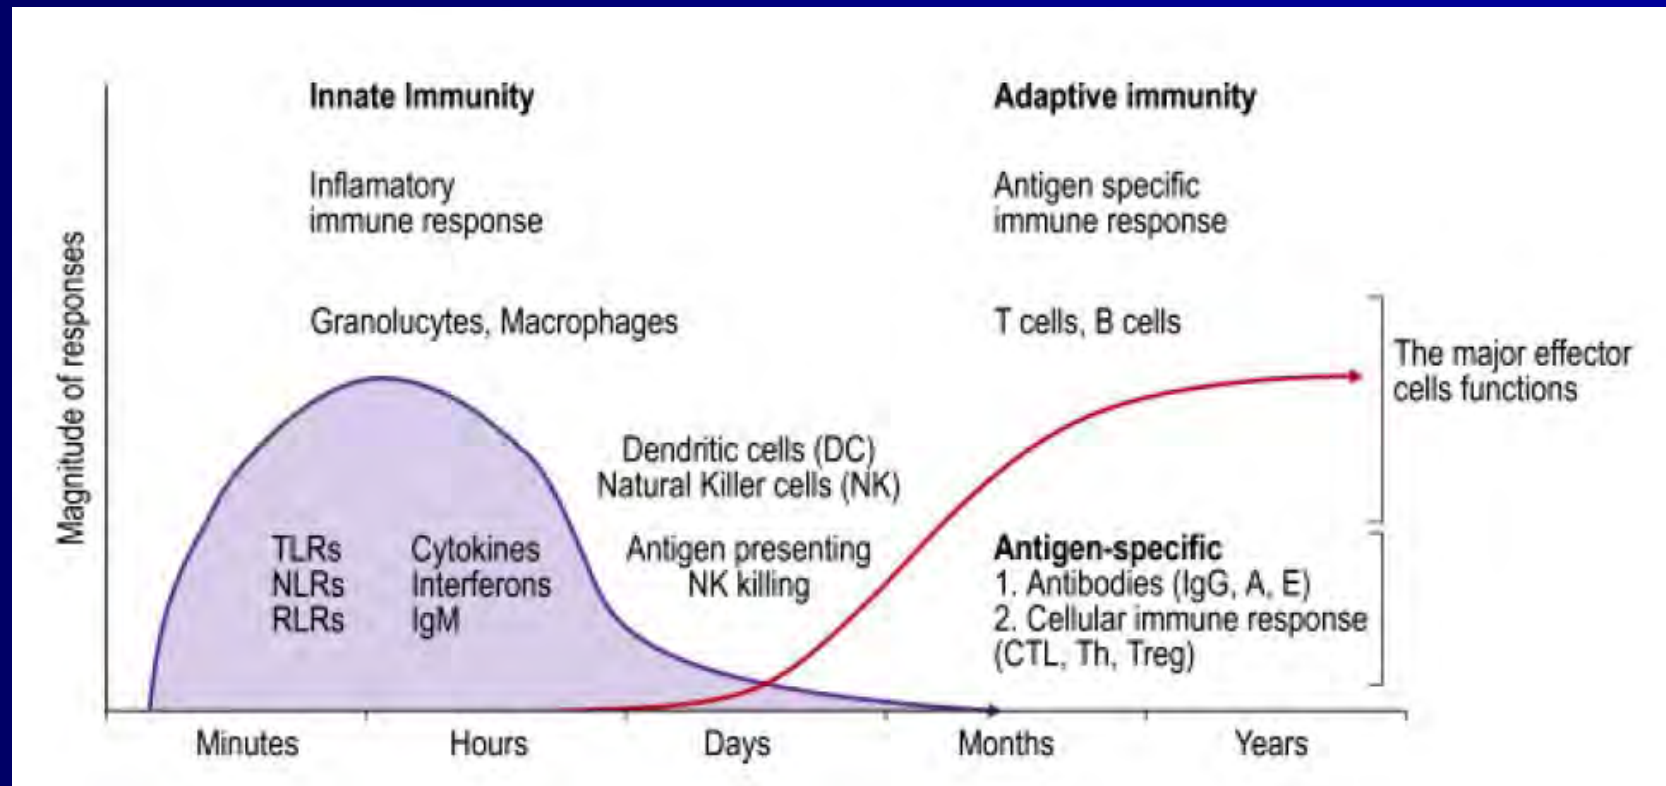 Innate Immunity
Adaptive immunity
Inflamatory
immune response
Antigen specific
immune response
Granolucytes, Macrophages
T cells, B cells
The major effector
cells functions
Magnitude of responses
Dendritic cells (DC)
Natural Killer cells (NK)
TLRs
NLRs
RLRs
Cytokines
Interferons
IgM
Antigen presenting
NK killing
Antigen-specific
1. Antibodies (IgG, A, E)
2. Cellular immune response
(CTL, Th, Treg)
Minutes
Hours
Days
Months
Years